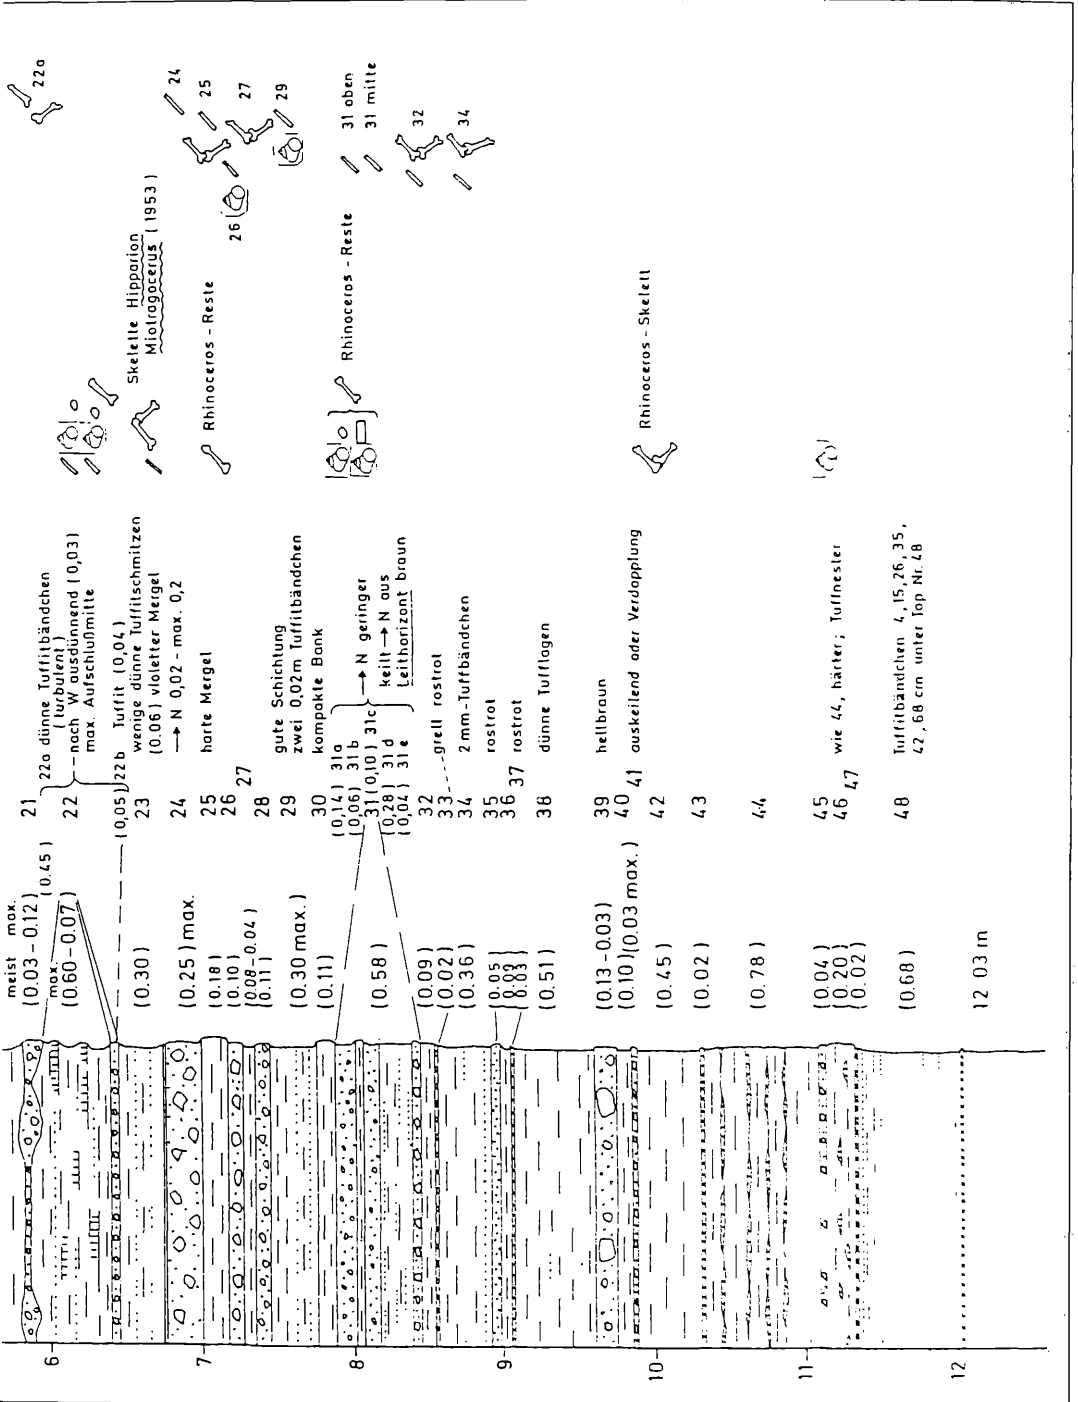 meist max.
(0.03 - 0.12)
(0.45)
max.
(0.60 - 0.07)
(0,05)
(0.30)
(0.25) max.
(0.18)
(0.10)
(0.08 - 0.04)
(0.11)
(0.30 max.)
(0.11)
(0.58)
(0.09)
(0.02)
(0.36)
(0.05)
(0.09)
(0.03)
(0.51)
(0.13 - 0.03)
(0.10) (0.03 max.)
(0.45)
(0.02)
(0.78)
(0.04)
(0.20)
(0.02)
(0.68)
12 03 m
21
22a dünne Tuffitbändchen
(turbulent)
22 nach W ausdünnend (0,03)
max. Aufschlußmitte
22b Tuffit (0,04)
23 wenige dünne Tuffitschmitzen
(0.06) violetter Mergel
24 → N 0,02 - max. 0,2
25 harte Mergel
26
27
28 gute Schichtung
29 zwei 0,02m Tuffitbändchen
30 kompakte Bank
(0,14) 31a
(0,06) 31b
31 (0,10) 31c
(0,28) 31d
(0,04) 31e
→ N geringer
keilt → N aus
Leithorizont braun
32
33 grell rostrot
34 2mm-Tuffbändchen
35 rostrot
36
37 rostrot
38 dünne Tufflagen
39 hellbraun
40
41 auskeilend oder Verdopplung
42
43
44
45
46 wie 44, härter; Tuffnester
47
48 Tuffitbändchen 4, 15, 26, 35,
42, 68 cm unter Top Nr. 48
22a
Skelette Hipparion
Miotragocerus (1953)
24
25
26
27
29
Rhinoceros - Reste
31 oben
31 mitte
Rhinoceros - Reste
32
34
Rhinoceros - Skelett
6
7
8
9
10
11
12